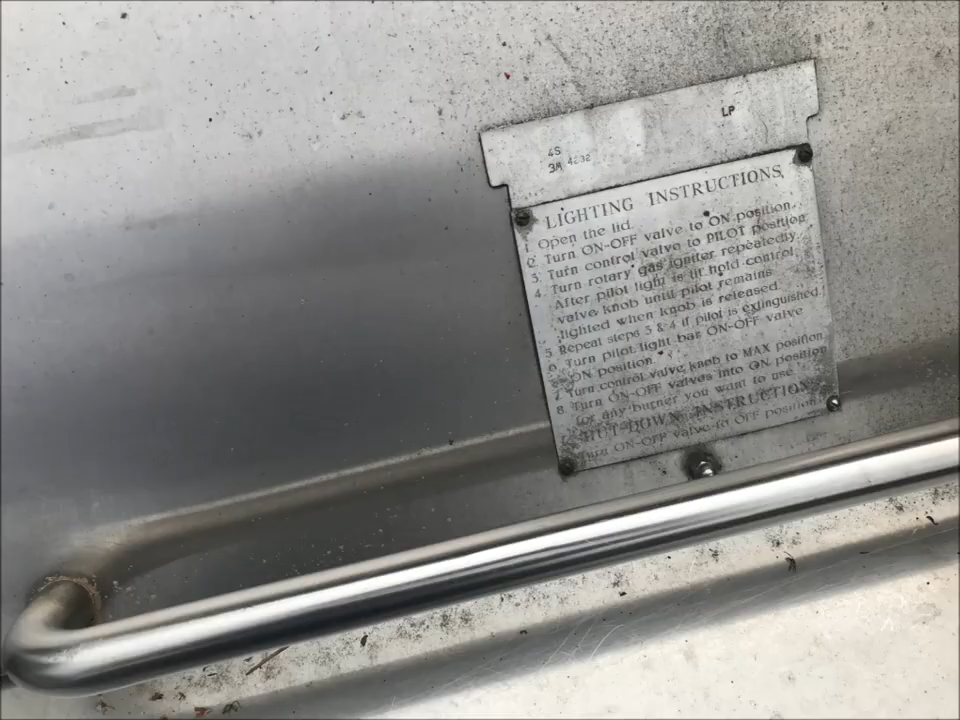 LP
4S
3M 4232
LIGHTING INSTRUCTIONS
1. Open the lid.
2. Turn ON-OFF valve to ON position.
3. Turn control valve to PILOT position
4. Turn rotary gas igniter repeatedly.
After pilot light is lit hold control
valve knob until pilot remains
lighted when knob is released.
5. Repeat steps 3 & 4 if pilot is extinguished
6. Turn pilot light bar ON-OFF valve
ON position.
7. Turn control valve knob to MAX position
8. Turn ON-OFF valves into ON position
for any burner you want to use
SHUT-DOWN INSTRUCTION
Turn ON-OFF valve to OFF position